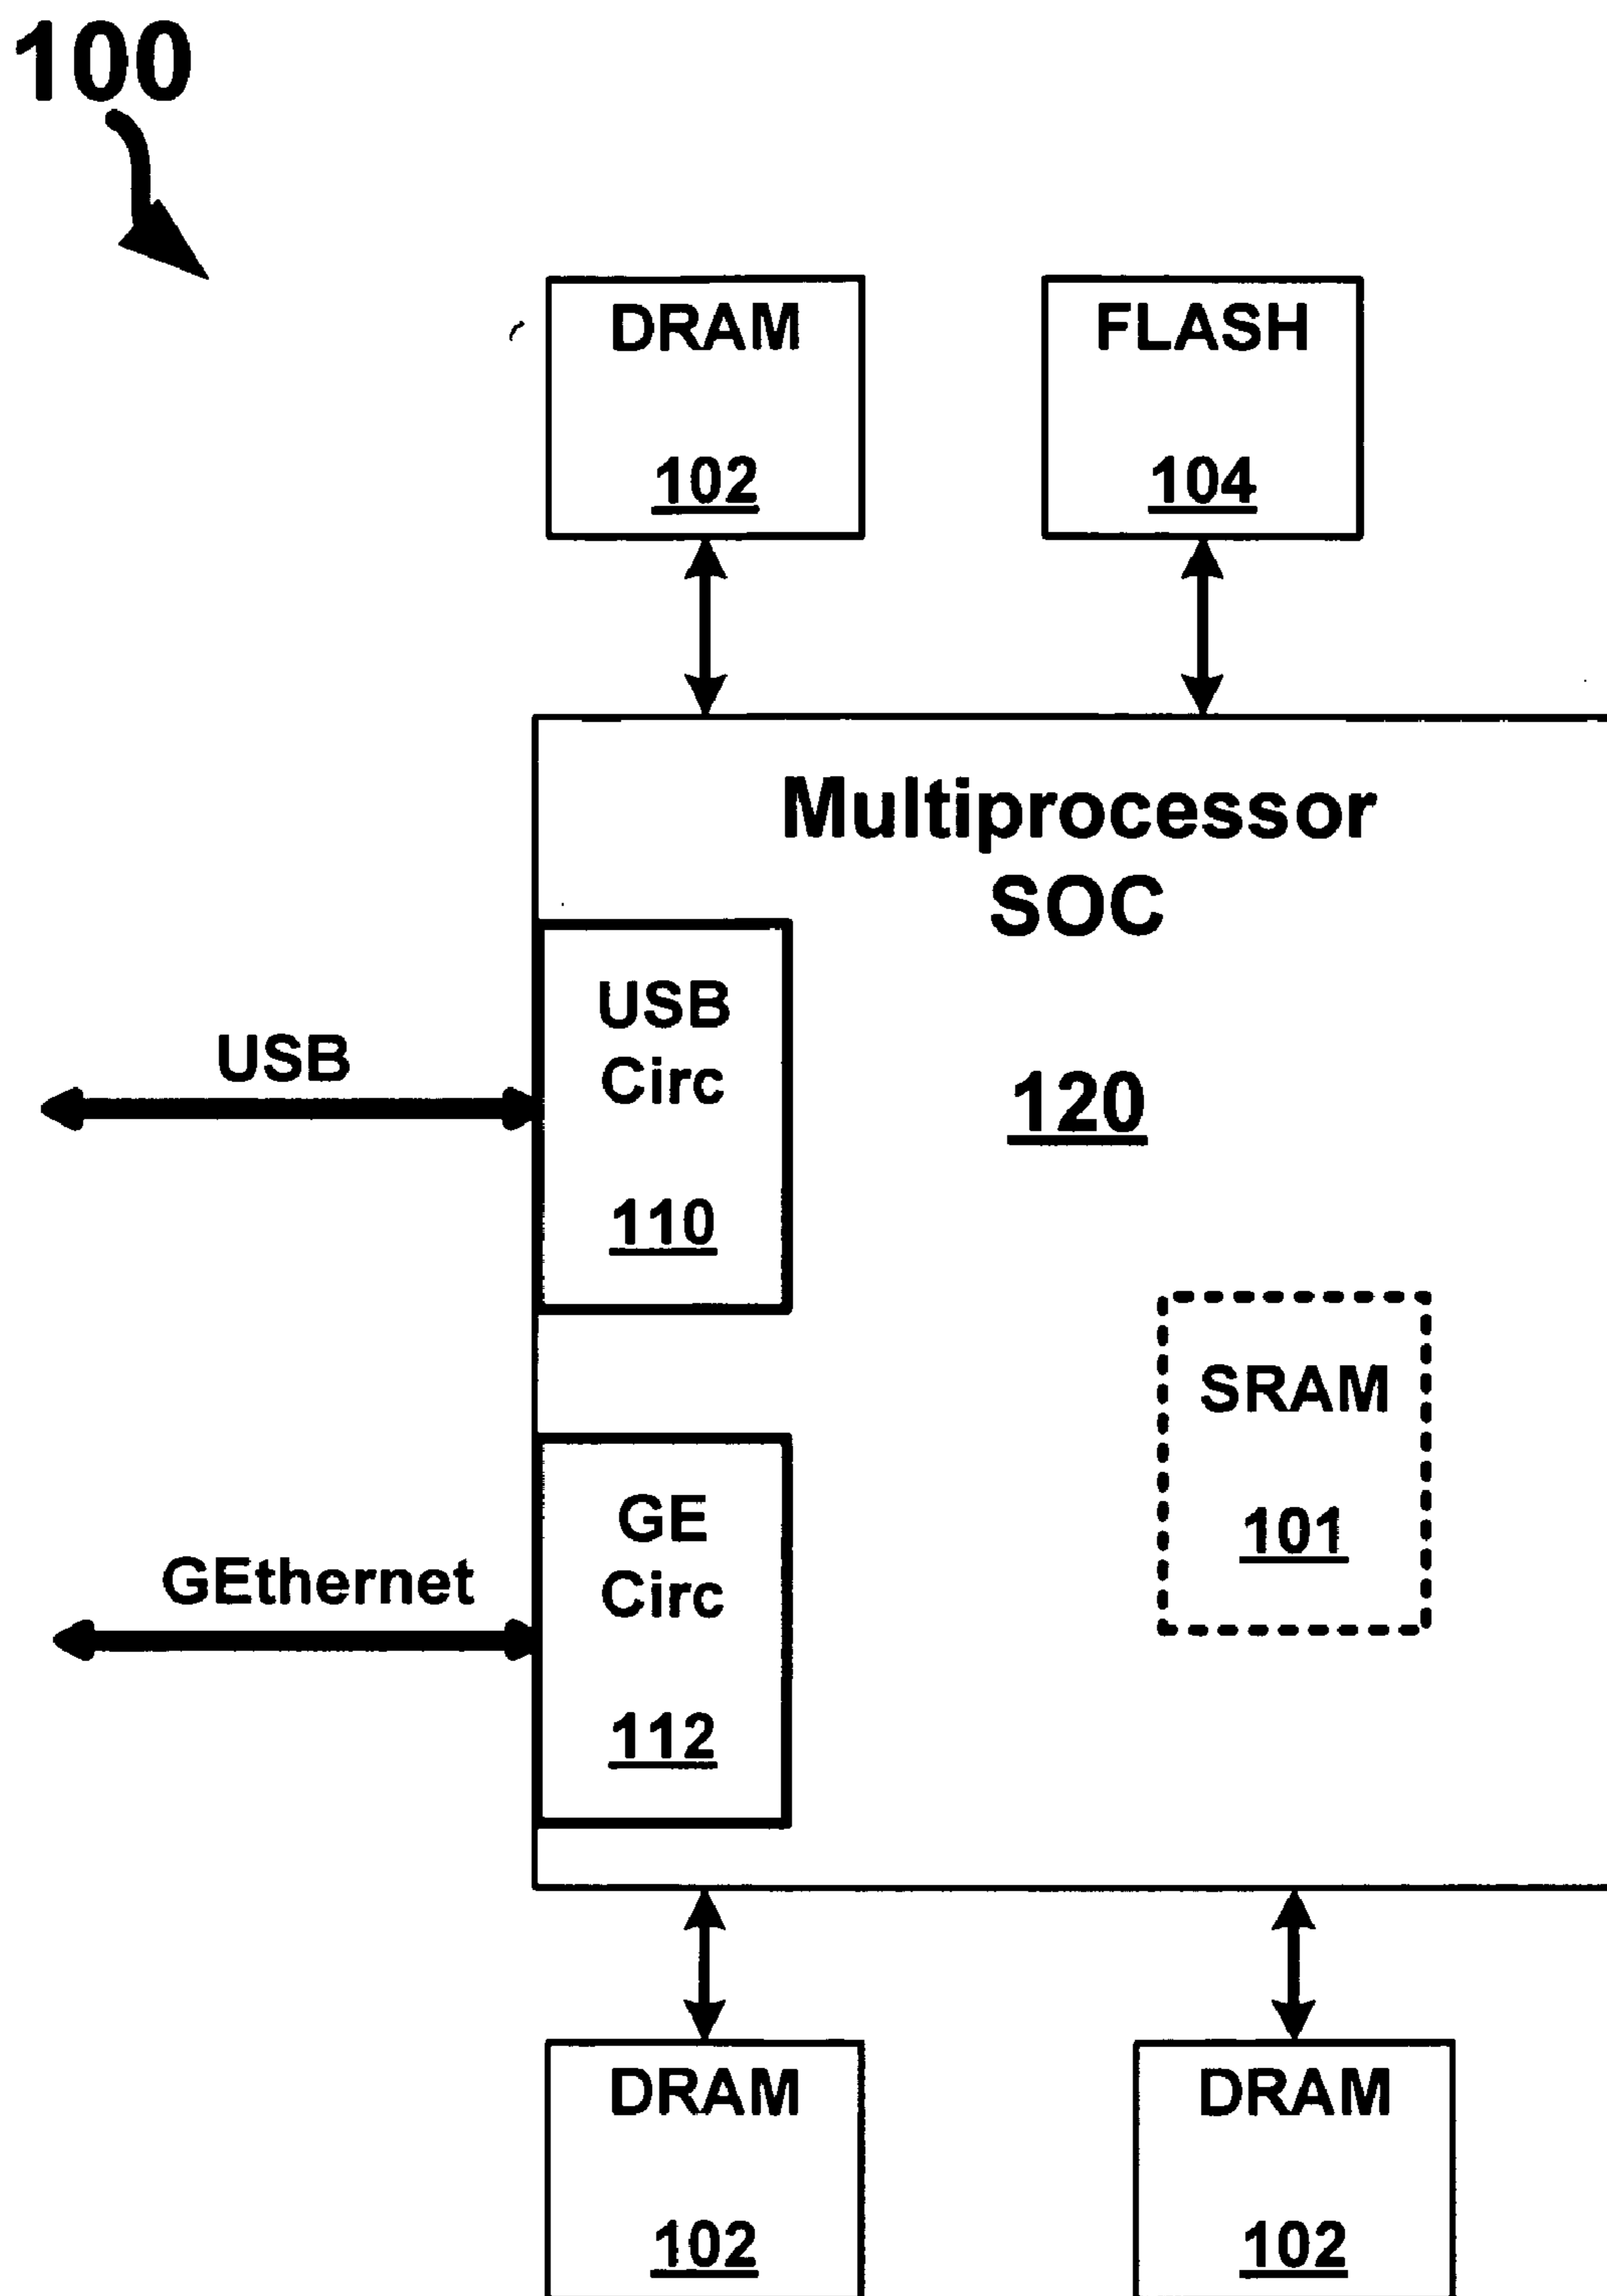 100
DRAM
102
FLASH
104
Multiprocessor
SOC
120
USB
USB
Circ
110
SRAM
101
GEthernet
GE
Circ
112
DRAM
102
DRAM
102